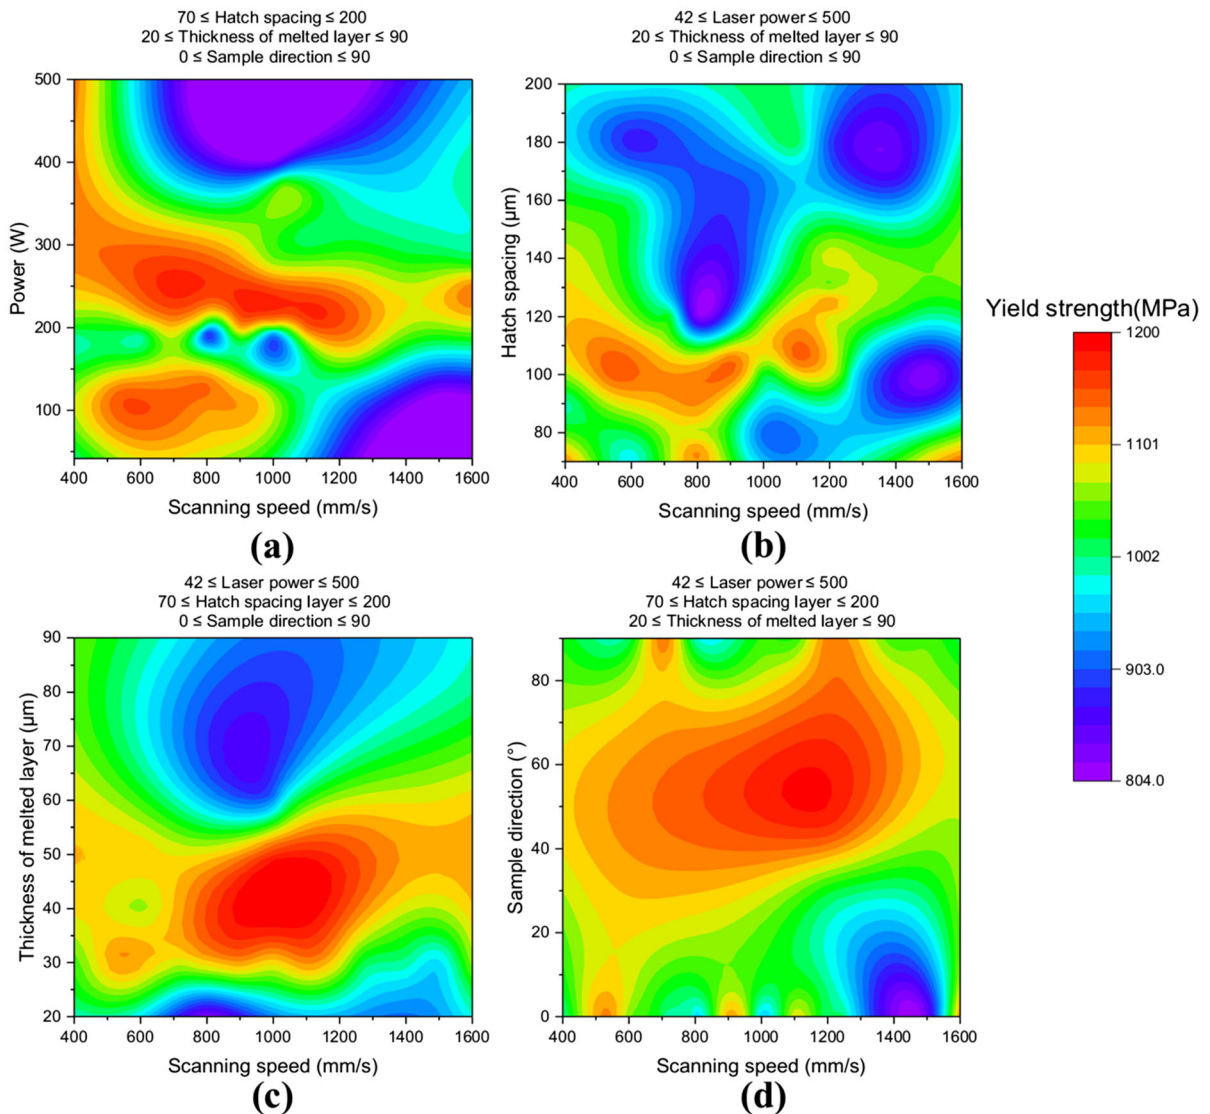 70 ≤ Hatch spacing ≤ 200
20 ≤ Thickness of melted layer ≤ 90
0 ≤ Sample direction ≤ 90
500
400
300
200
100
Power (W)
400 600 800 1000 1200 1400 1600
Scanning speed (mm/s)
(a)
42 ≤ Laser power ≤ 500
20 ≤ Thickness of melted layer ≤ 90
0 ≤ Sample direction ≤ 90
200
180
160
140
120
100
80
Hatch spacing (μm)
400 600 800 1000 1200 1400 1600
Scanning speed (mm/s)
(b)
Yield strength(MPa)
1200
1101
1002
903.0
804.0
42 ≤ Laser power ≤ 500
70 ≤ Hatch spacing layer ≤ 200
0 ≤ Sample direction ≤ 90
90
80
70
60
50
40
30
20
Thickness of melted layer (μm)
400 600 800 1000 1200 1400 1600
Scanning speed (mm/s)
(c)
42 ≤ Laser power ≤ 500
70 ≤ Hatch spacing layer ≤ 200
20 ≤ Thickness of melted layer ≤ 90
80
60
40
20
0
Sample direction (°)
400 600 800 1000 1200 1400 1600
Scanning speed (mm/s)
(d)